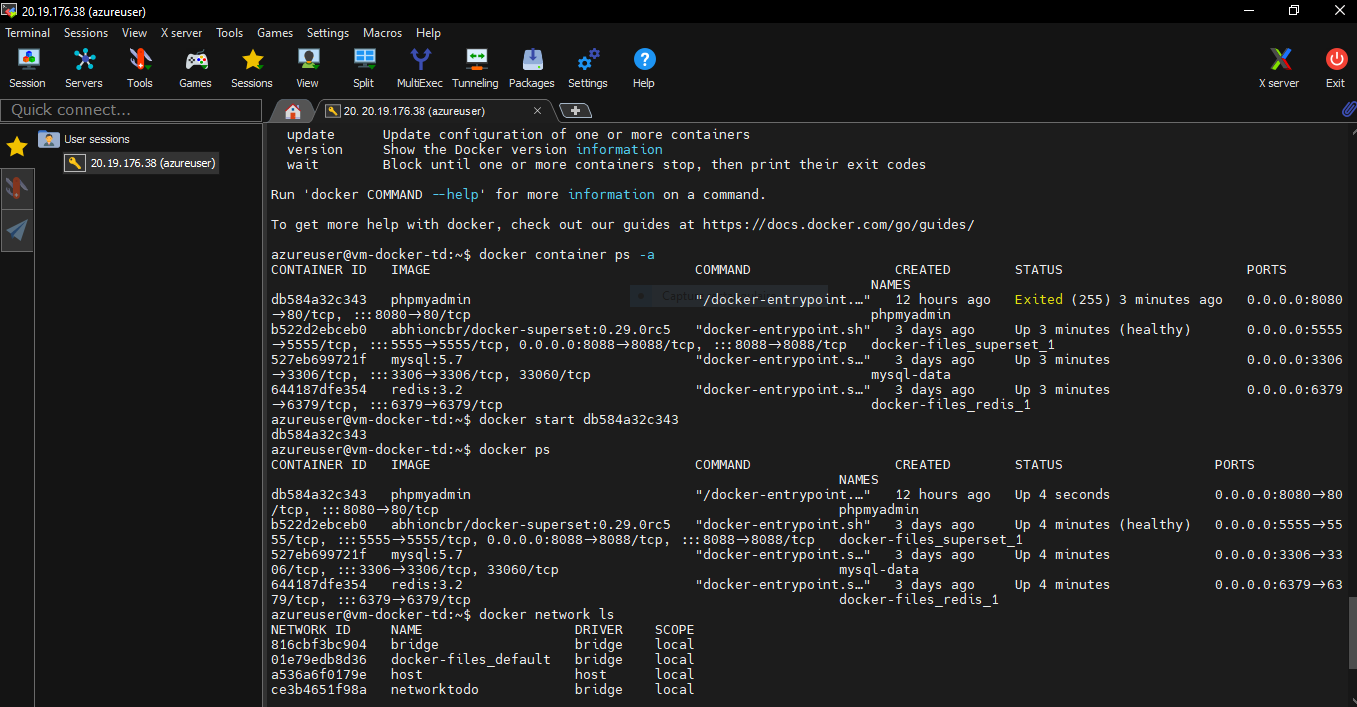 20.19.176.38 (azureuser)
Terminal Sessions View X server Tools Games Settings Macros Help
Session Servers Tools Games Sessions View Split MultiExec Tunneling Packages Settings Help X server Exit
Quick connect... 20. 20.19.176.38 (azureuser)
User sessions
20.19.176.38 (azureuser)
update Update configuration of one or more containers
version Show the Docker version information
wait Block until one or more containers stop, then print their exit codes
Run 'docker COMMAND --help' for more information on a command.
To get more help with docker, check out our guides at https://docs.docker.com/go/guides/
azureuser@vm-docker-td:~$ docker container ps -a
CONTAINER ID IMAGE COMMAND CREATED STATUS PORTS
NAMES
db584a32c343 phpmyadmin "/docker-entrypoint.…" 12 hours ago Exited (255) 3 minutes ago 0.0.0.0:8080
->80/tcp, :::8080->80/tcp phpmyadmin
b522d2ebceb0 abhioncbr/docker-superset:0.29.0rc5 "docker-entrypoint.sh" 3 days ago Up 3 minutes (healthy) 0.0.0.0:5555
->5555/tcp, :::5555->5555/tcp, 0.0.0.0:8088->8088/tcp, :::8088->8088/tcp docker-files_superset_1
527eb699721f mysql:5.7 "docker-entrypoint.s…" 3 days ago Up 3 minutes 0.0.0.0:3306
->3306/tcp, :::3306->3306/tcp, 33060/tcp mysql-data
644187dfe354 redis:3.2 "docker-entrypoint.s…" 3 days ago Up 3 minutes 0.0.0.0:6379
->6379/tcp, :::6379->6379/tcp docker-files_redis_1
azureuser@vm-docker-td:~$ docker start db584a32c343
db584a32c343
azureuser@vm-docker-td:~$ docker ps
CONTAINER ID IMAGE COMMAND CREATED STATUS PORTS
NAMES
db584a32c343 phpmyadmin "/docker-entrypoint.…" 12 hours ago Up 4 seconds 0.0.0.0:8080->80
/tcp, :::8080->80/tcp phpmyadmin
b522d2ebceb0 abhioncbr/docker-superset:0.29.0rc5 "docker-entrypoint.sh" 3 days ago Up 4 minutes (healthy) 0.0.0.0:5555->55
55/tcp, :::5555->5555/tcp, 0.0.0.0:8088->8088/tcp, :::8088->8088/tcp docker-files_superset_1
527eb699721f mysql:5.7 "docker-entrypoint.s…" 3 days ago Up 4 minutes 0.0.0.0:3306->33
06/tcp, :::3306->3306/tcp, 33060/tcp mysql-data
644187dfe354 redis:3.2 "docker-entrypoint.s…" 3 days ago Up 4 minutes 0.0.0.0:6379->63
79/tcp, :::6379->6379/tcp docker-files_redis_1
azureuser@vm-docker-td:~$ docker network ls
NETWORK ID NAME DRIVER SCOPE
816cbf3bc904 bridge bridge local
01e79edb8d36 docker-files_default bridge local
a536a6f0179e host host local
ce3b4651f98a networktodo bridge local